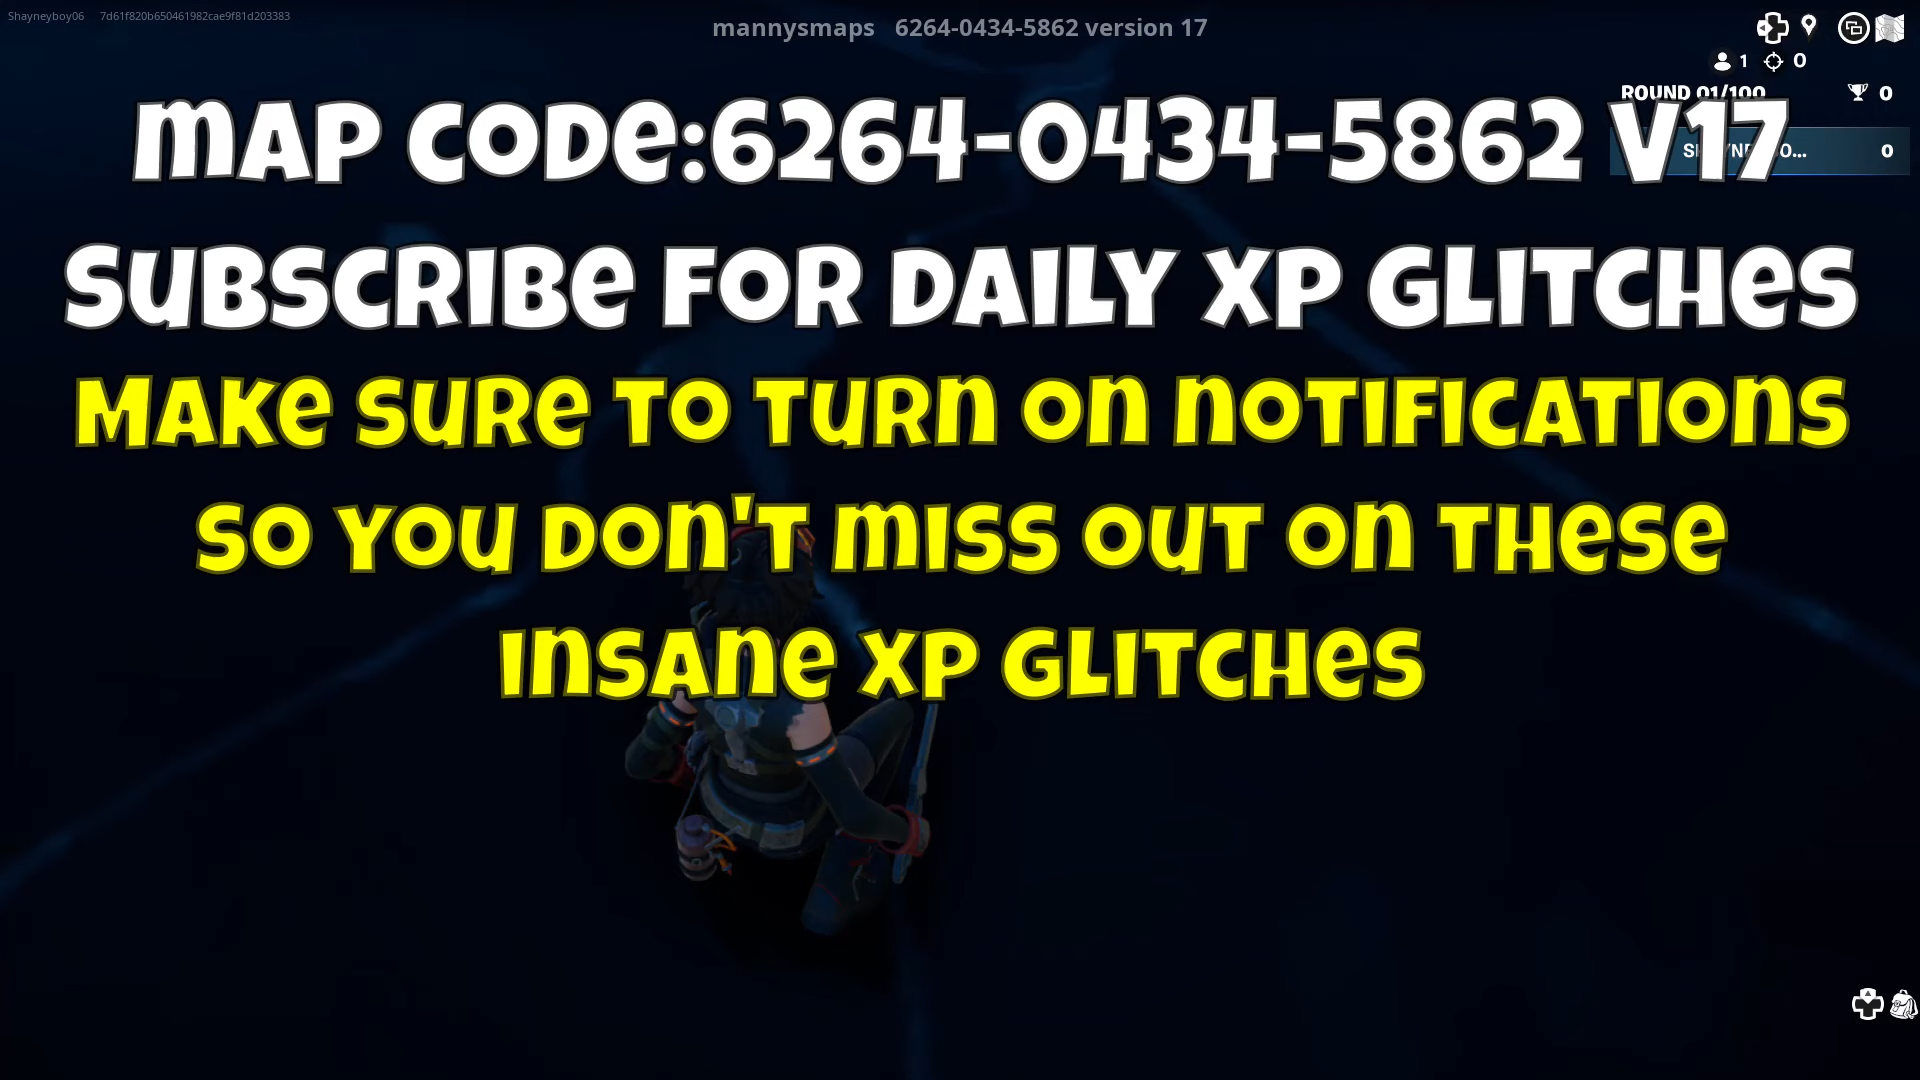 Shayneyboy06 7d61f820b650461982cae9f81d203383
mannysmaps 6264-0434-5862 version 17
1 0
ROUND 01/100 0
MAP CODE:6264-0434-5862 V17
0
SUBSCRIBE FOR DAILY XP GLITCHES
MAKE SURE TO TURN ON NOTIFICATIONS
SO YOU DON'T MISS OUT ON THESE
INSANE XP GLITCHES